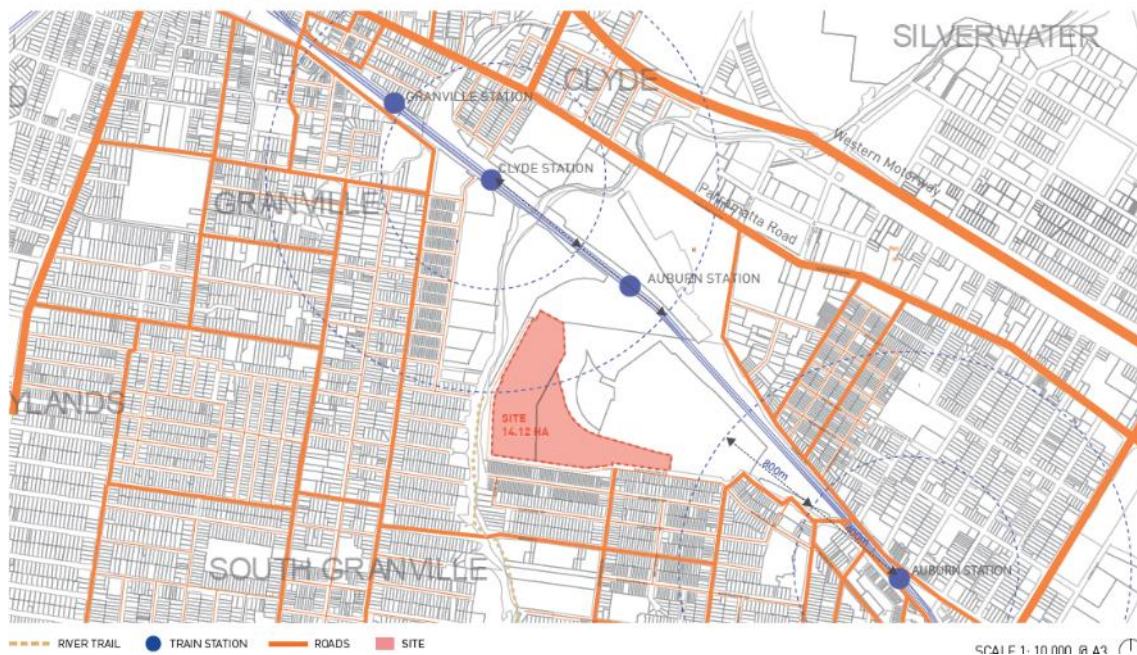 SILVERWATER
CLYDE
GRANVILLE STATION
Western Motorway
CLYDE STATION
GRANVILLE
Parramatta Road
AUBURN STATION
YLANDS
SITE
14.12 HA
800m
SOUTH GRANVILLE
AUBURN STATION
RIVER TRAIL
TRAIN STATION
ROADS
SITE
SCALE 1: 10 000 @ A3